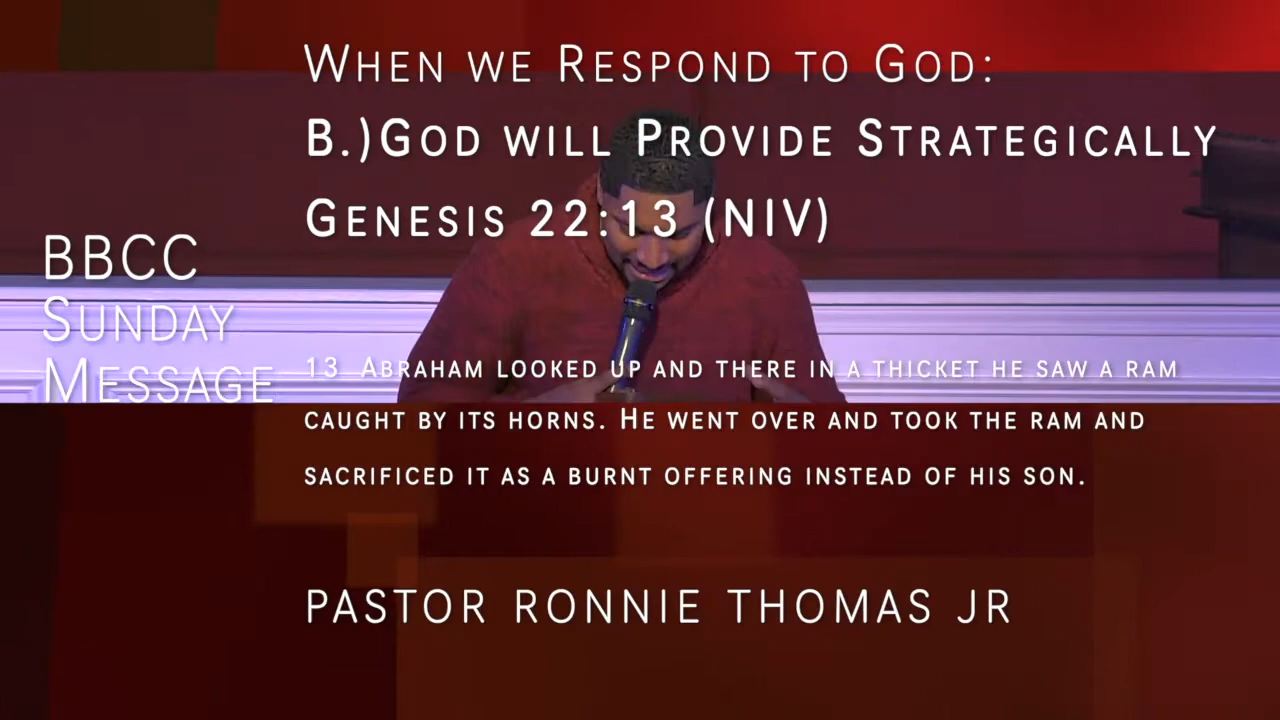 When we Respond to God:
B.)God will Provide Strategically
Genesis 22:13 (NIV)
BBCC
Sunday
Message
13 Abraham looked up and there in a thicket he saw a ram
caught by its horns. He went over and took the ram and
sacrificed it as a burnt offering instead of his son.
PASTOR RONNIE THOMAS JR